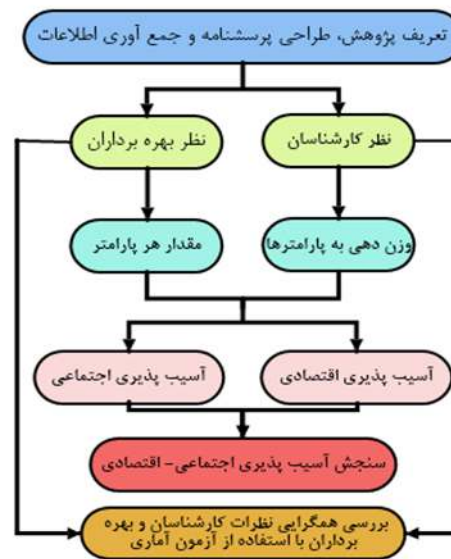 تعریف پژوهش، طراحی پرسشنامه و جمع آوری اطلاعات
نظر کارشناسان
نظر بهره برداران
وزن دهی به پارامترها
مقدار هر پارامتر
آسیب پذیری اقتصادی
آسیب پذیری اجتماعی
سنجش آسیب پذیری اجتماعی- اقتصادی
بررسی همگرایی نظرات کارشناسان و بهره
برداران با استفاده از آزمون آماری